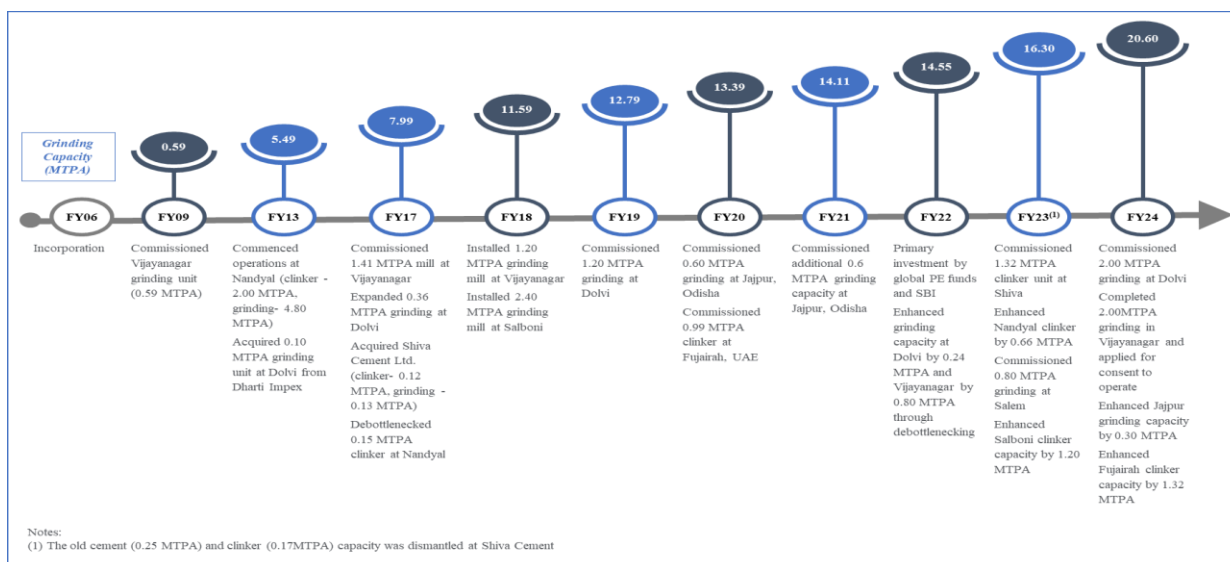 Grinding
Capacity
(MTPA)
0.59
5.49
7.99
11.59
12.79
13.39
14.11
14.55
16.30
20.60
FY06
FY09
FY13
FY17
FY18
FY19
FY20
FY21
FY22
FY23(1)
FY24
Incorporation
Commissioned
Vijayanagar
grinding unit
(0.59 MTPA)
Commenced
operations at
Nandyal (clinker -
2.00 MTPA,
grinding- 4.80
MTPA)
Acquired 0.10
MTPA grinding
unit at Dolvi from
Dharti Impex
Commissioned
1.41 MTPA mill at
Vijayanagar
Expanded 0.36
MTPA grinding at
Dolvi
Acquired Shiva
Cement Ltd.
(clinker- 0.12
MTPA, grinding -
0.13 MTPA)
Debottlenecked
0.15 MTPA
clinker at Nandyal
Installed 1.20
MTPA grinding
mill at Vijayanagar
Installed 2.40
MTPA grinding
mill at Salboni
Commissioned
1.20 MTPA
grinding at
Dolvi
Commissioned
0.60 MTPA
grinding at Jajpur,
Odisha
Commissioned
0.99 MTPA
clinker at
Fujairah, UAE
Commissioned
additional 0.6
MTPA grinding
capacity at
Jajpur, Odisha
Primary
investment by
global PE funds
and SBI
Enhanced
grinding
capacity at
Dolvi by 0.24
MTPA and
Vijayanagar by
0.80 MTPA
through
debottlenecking
Commissioned
1.32 MTPA
clinker unit at
Shiva
Enhanced
Nandyal clinker
by 0.66 MTPA
Commissioned
0.80 MTPA
grinding at
Salem
Enhanced
Salboni clinker
capacity by 1.20
MTPA
Commissioned
2.00 MTPA
grinding at Dolvi
Completed
2.00MTPA
grinding in
Vijayanagar and
applied for
consent to
operate
Enhanced Jajpur
grinding capacity
by 0.30 MTPA
Enhanced
Fujairah clinker
capacity by 1.32
MTPA
Notes:
(1) The old cement (0.25 MTPA) and clinker (0.17MTPA) capacity was dismantled at Shiva Cement